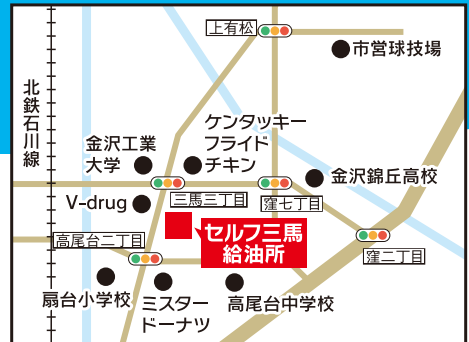 上有松
市営球技場
北鉄石川線
ケンタッキー
フライド
チキン
金沢工業
大学
金沢錦丘高校
三馬三丁目
窪七丁目
V-drug
セルフ三馬
給油所
高尾台二丁目
窪二丁目
扇台小学校
ミスター
ドーナツ
高尾台中学校